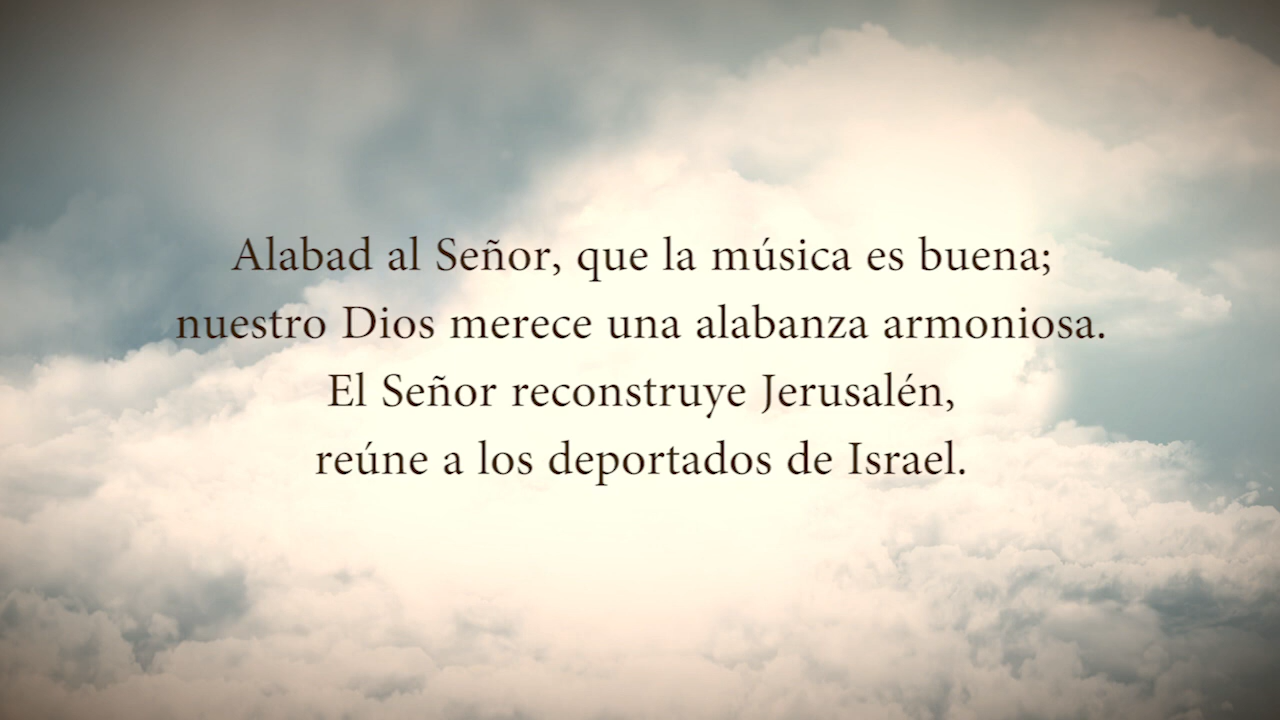 Alabad al Señor, que la música es buena;
nuestro Dios merece una alabanza armoniosa.
El Señor reconstruye Jerusalén,
reúne a los deportados de Israel.